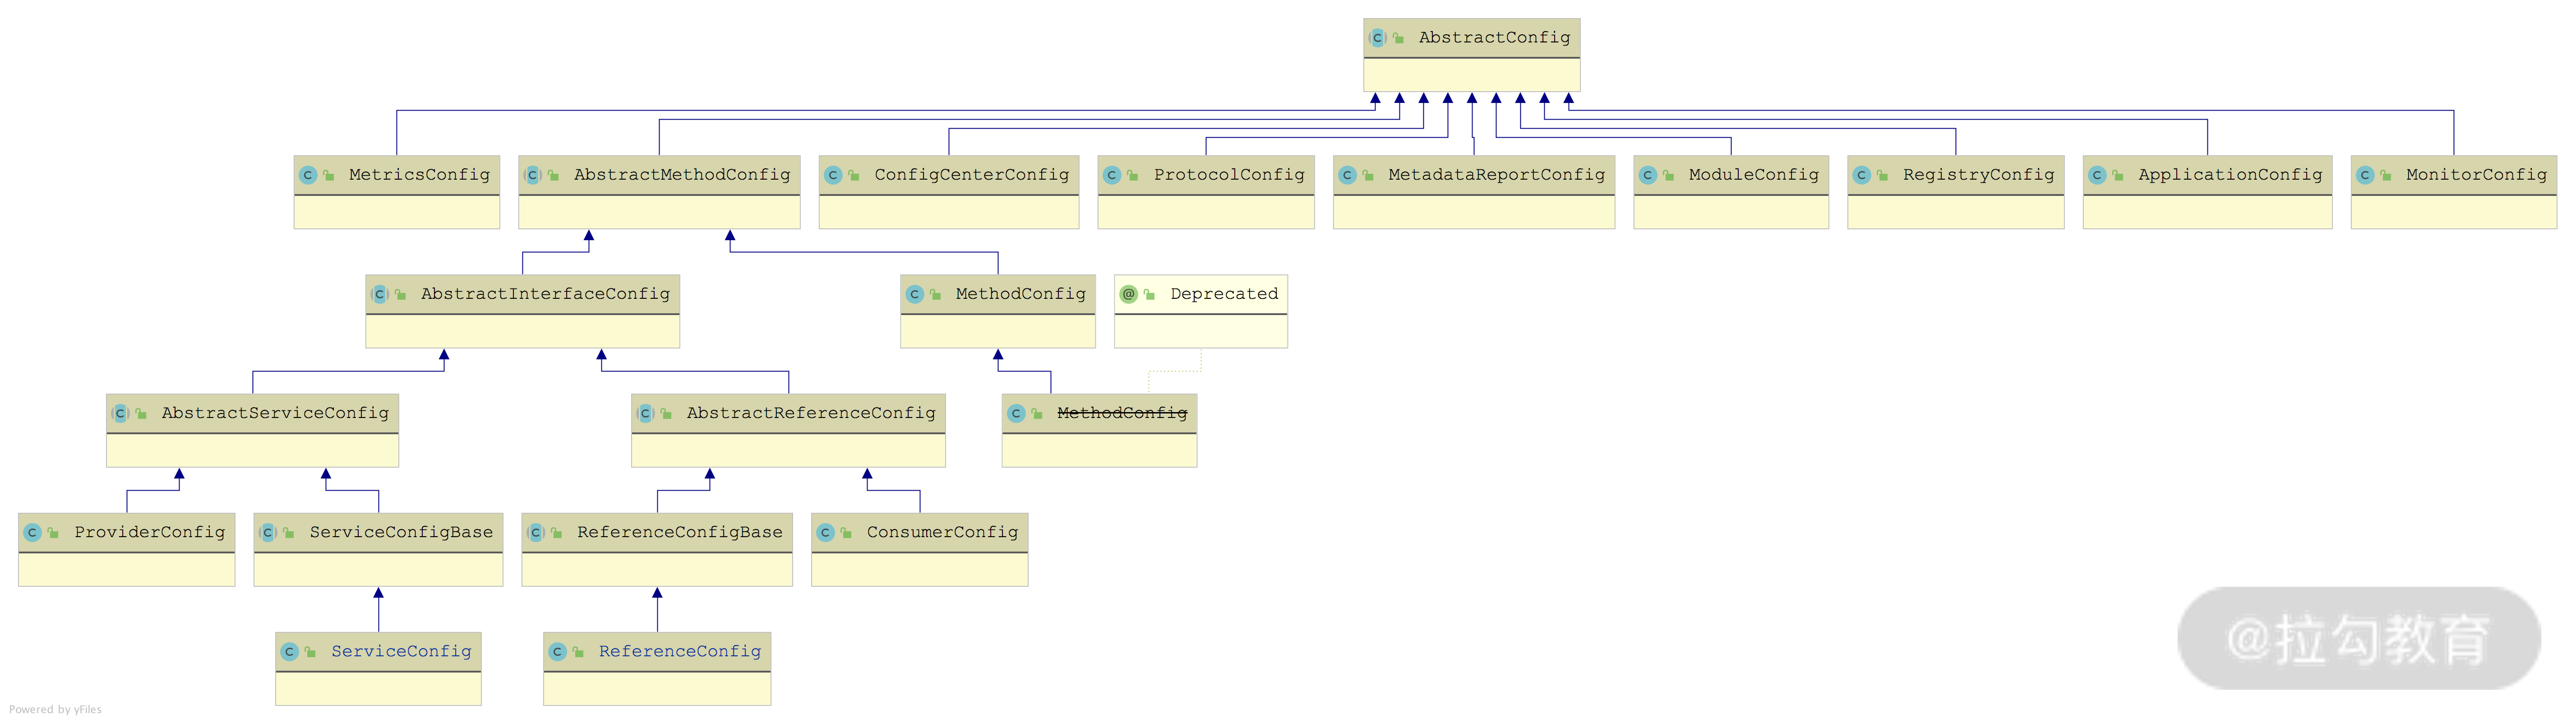 AbstractConfig
MetricsConfig
AbstractMethodConfig
ConfigCenterConfig
ProtocolConfig
MetadataReportConfig
ModuleConfig
RegistryConfig
ApplicationConfig
MonitorConfig
AbstractInterfaceConfig
MethodConfig
@ Deprecated
AbstractServiceConfig
AbstractReferenceConfig
MethodConfig
ProviderConfig
ServiceConfigBase
ReferenceConfigBase
ConsumerConfig
ServiceConfig
ReferenceConfig
@拉勾教育
Powered by yFiles